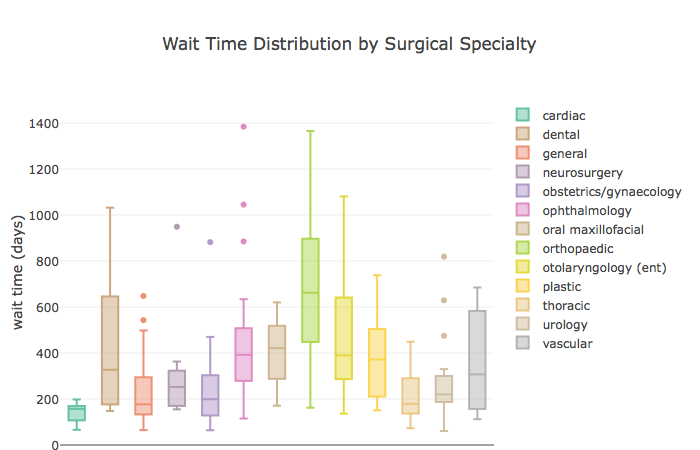 Wait Time Distribution by Surgical Specialty
wait time (days)
1400
1200
1000
800
600
400
200
0
cardiac
dental
general
neurosurgery
obstetrics/gynaecology
ophthalmology
oral maxillofacial
orthopaedic
otolaryngology (ent)
plastic
thoracic
urology
vascular